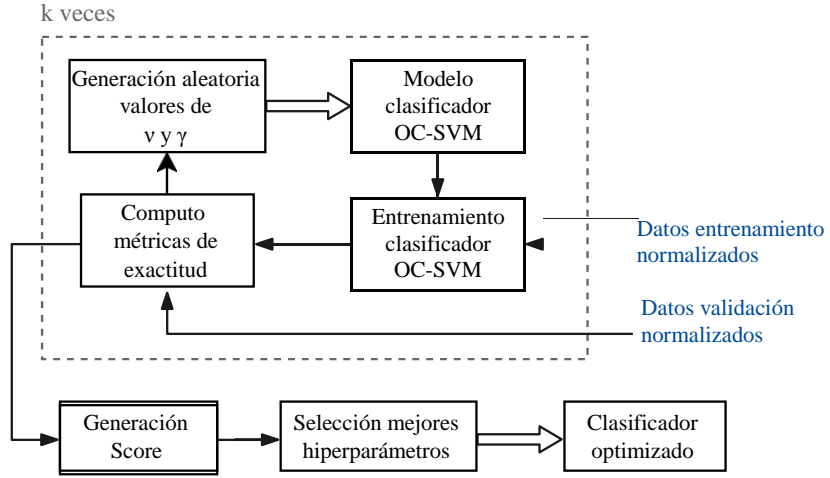 k veces
Generación aleatoria
valores de
ν y γ
Modelo
clasificador
OC-SVM
Computo
métricas de
exactitud
Entrenamiento
clasificador
OC-SVM
Datos entrenamiento
normalizados
Datos validación
normalizados
Generación
Score
Selección mejores
hiperparámetros
Clasificador
optimizado